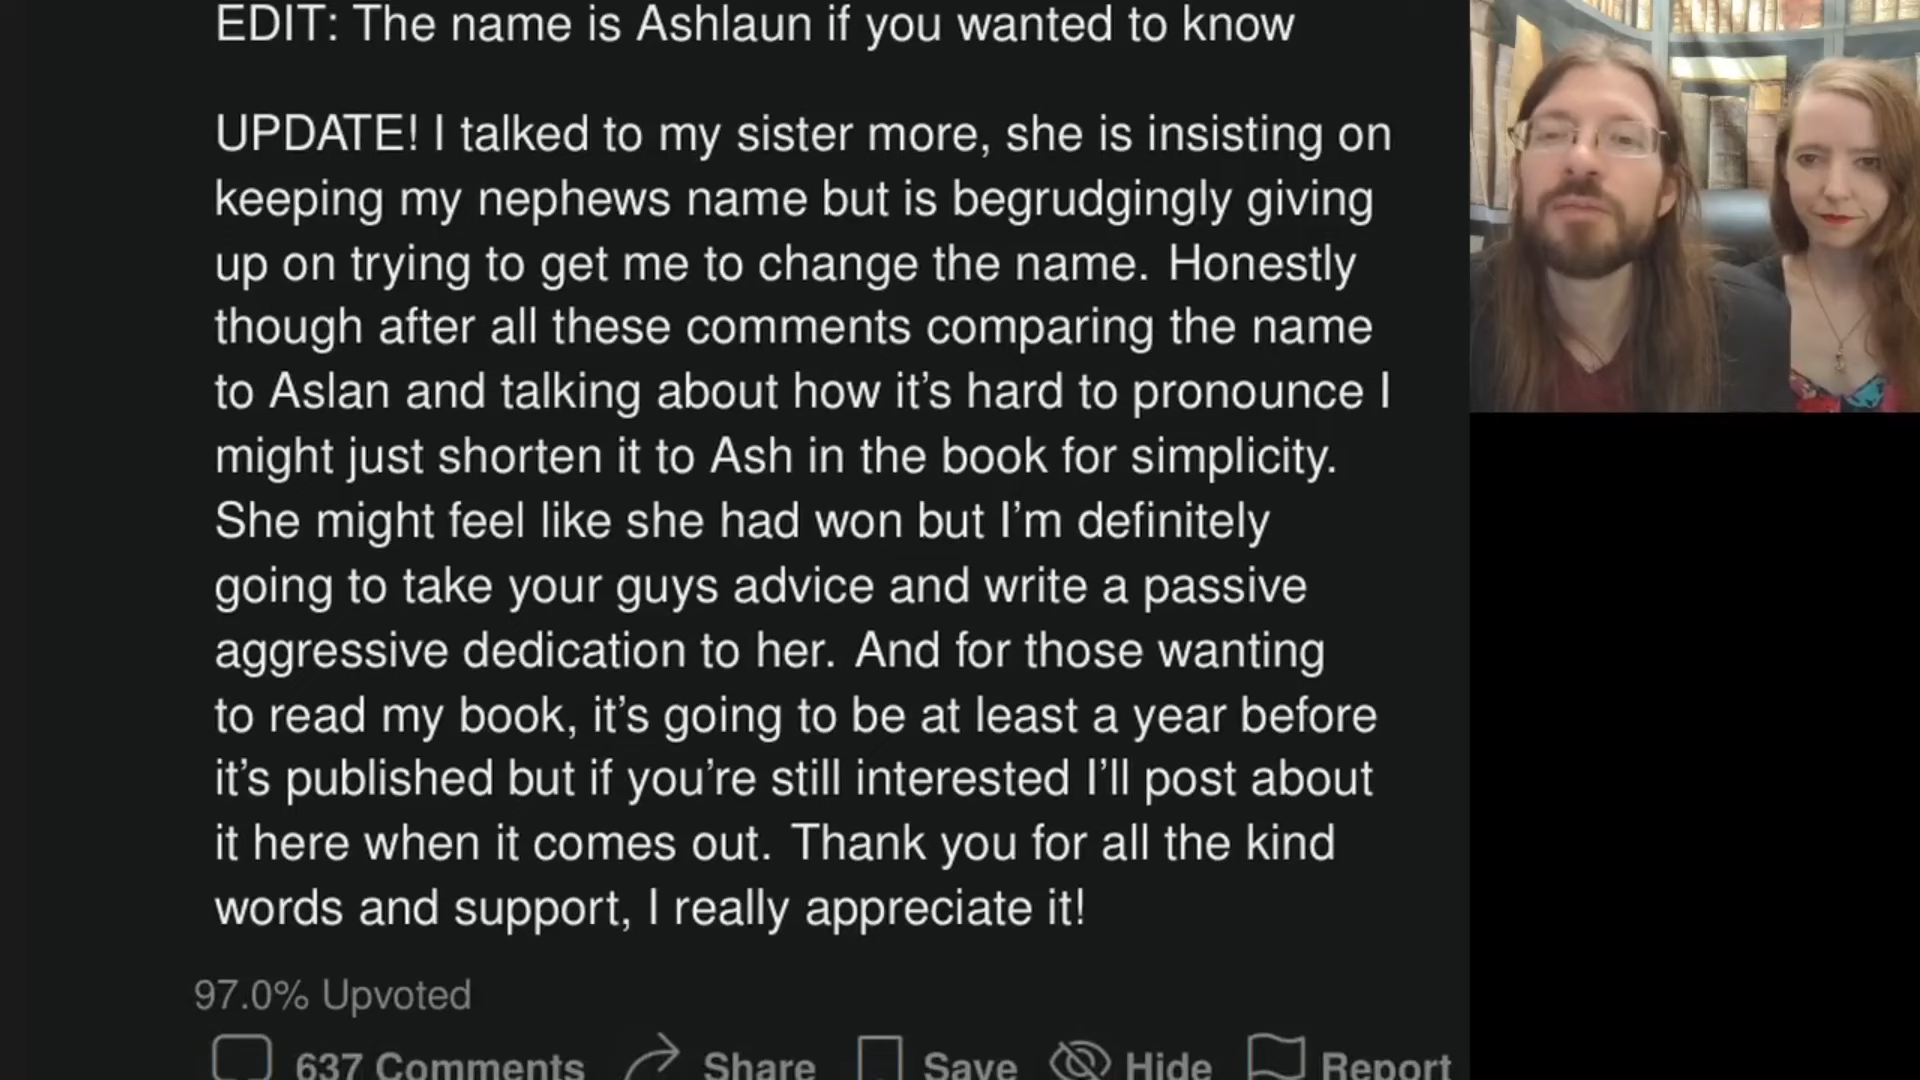 EDIT: The name is Ashlaun if you wanted to know
UPDATE! I talked to my sister more, she is insisting on
keeping my nephews name but is begrudgingly giving
up on trying to get me to change the name. Honestly
though after all these comments comparing the name
to Aslan and talking about how it’s hard to pronounce I
might just shorten it to Ash in the book for simplicity.
She might feel like she had won but I’m definitely
going to take your guys advice and write a passive
aggressive dedication to her. And for those wanting
to read my book, it’s going to be at least a year before
it’s published but if you’re still interested I’ll post about
it here when it comes out. Thank you for all the kind
words and support, I really appreciate it!
97.0% Upvoted
637 Comments Share Save Hide Report